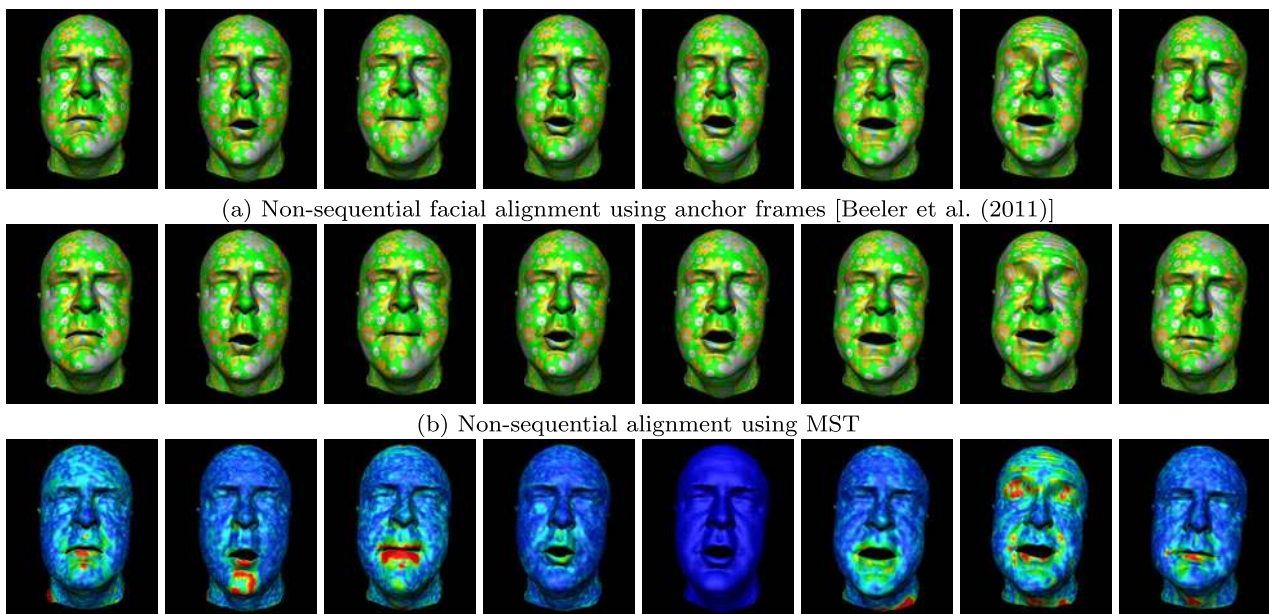 (a) Non-sequential facial alignment using anchor frames [Beeler et al. (2011)]
(b) Non-sequential alignment using MST